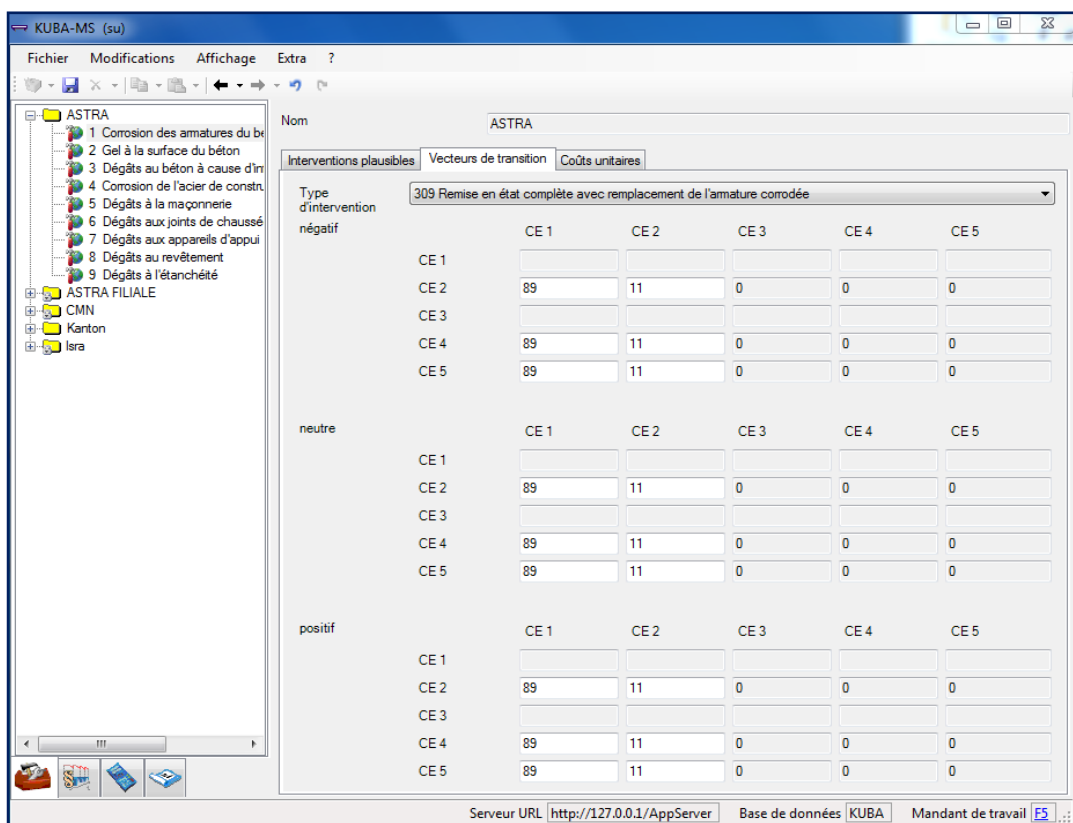 KUBA-MS (su)
Fichier Modifications Affichage Extra ?
ASTRA
1 Corrosion des armatures du be
2 Gel à la surface du béton
3 Dégâts au béton à cause d'in
4 Corrosion de l'acier de constru
5 Dégâts à la maçonnerie
6 Dégâts aux joints de chaussé
7 Dégâts aux appareils d'appui
8 Dégâts au revêtement
9 Dégâts à l'étanchéité
ASTRA FILIALE
CMN
Kanton
Isra
Nom ASTRA
Interventions plausibles Vecteurs de transition Coûts unitaires
Type d'intervention 309 Remise en état complète avec remplacement de l'armature corrodée
négatif CE 1 CE 2 CE 3 CE 4 CE 5
CE 1
CE 2 89 11 0 0 0
CE 3
CE 4 89 11 0 0 0
CE 5 89 11 0 0 0
neutre CE 1 CE 2 CE 3 CE 4 CE 5
CE 1
CE 2 89 11 0 0 0
CE 3
CE 4 89 11 0 0 0
CE 5 89 11 0 0 0
positif CE 1 CE 2 CE 3 CE 4 CE 5
CE 1
CE 2 89 11 0 0 0
CE 3
CE 4 89 11 0 0 0
CE 5 89 11 0 0 0
Serveur URL http://127.0.0.1/AppServer Base de données KUBA Mandant de travail F5